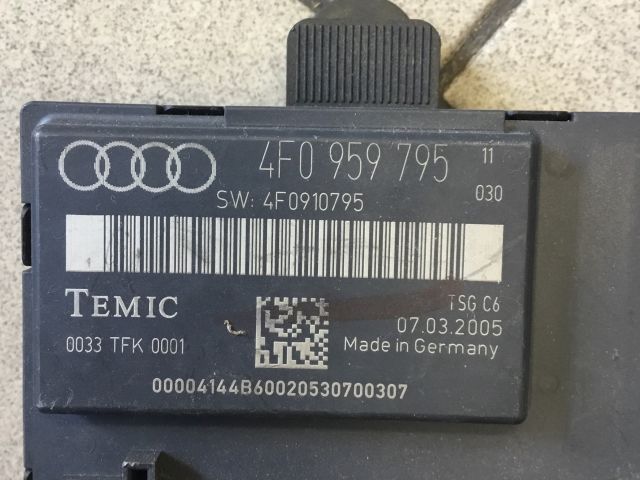 4F0 959 795 11
030
SW: 4F0910795
TEMIC
TSG C6
07.03.2005
0033 TFK 0001
Made in Germany
00004144B60020530700307